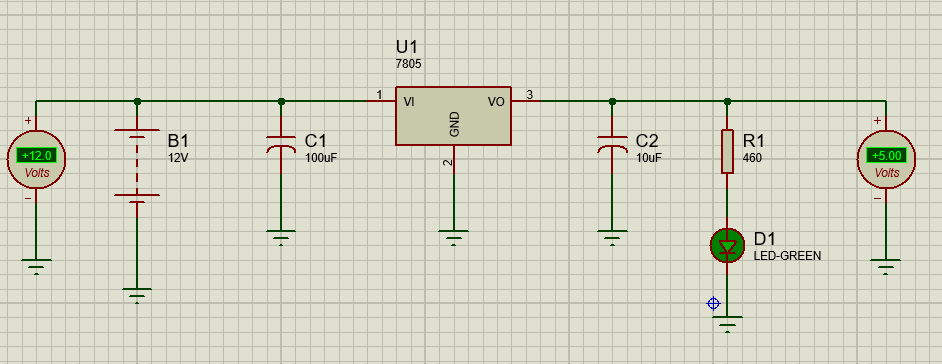 U1
7805
1
VI
VO
3
GND
2
+
+12.0
Volts
−
B1
12V
C1
100uF
C2
10uF
R1
460
+
+5.00
Volts
−
D1
LED-GREEN